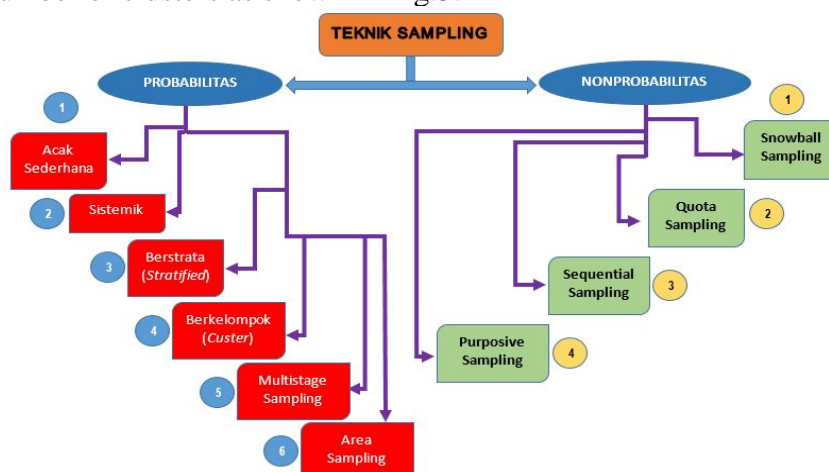 TEKNIK SAMPLING
PROBABILITAS
1
Acak
Sederhana
2
Sistemik
3
Berstrata
(Stratified)
4
Berkelompok
(Custer)
5
Multistage
Sampling
6
Area
Sampling
NONPROBABILITAS
1
Snowball
Sampling
2
Quota
Sampling
3
Sequential
Sampling
4
Purposive
Sampling